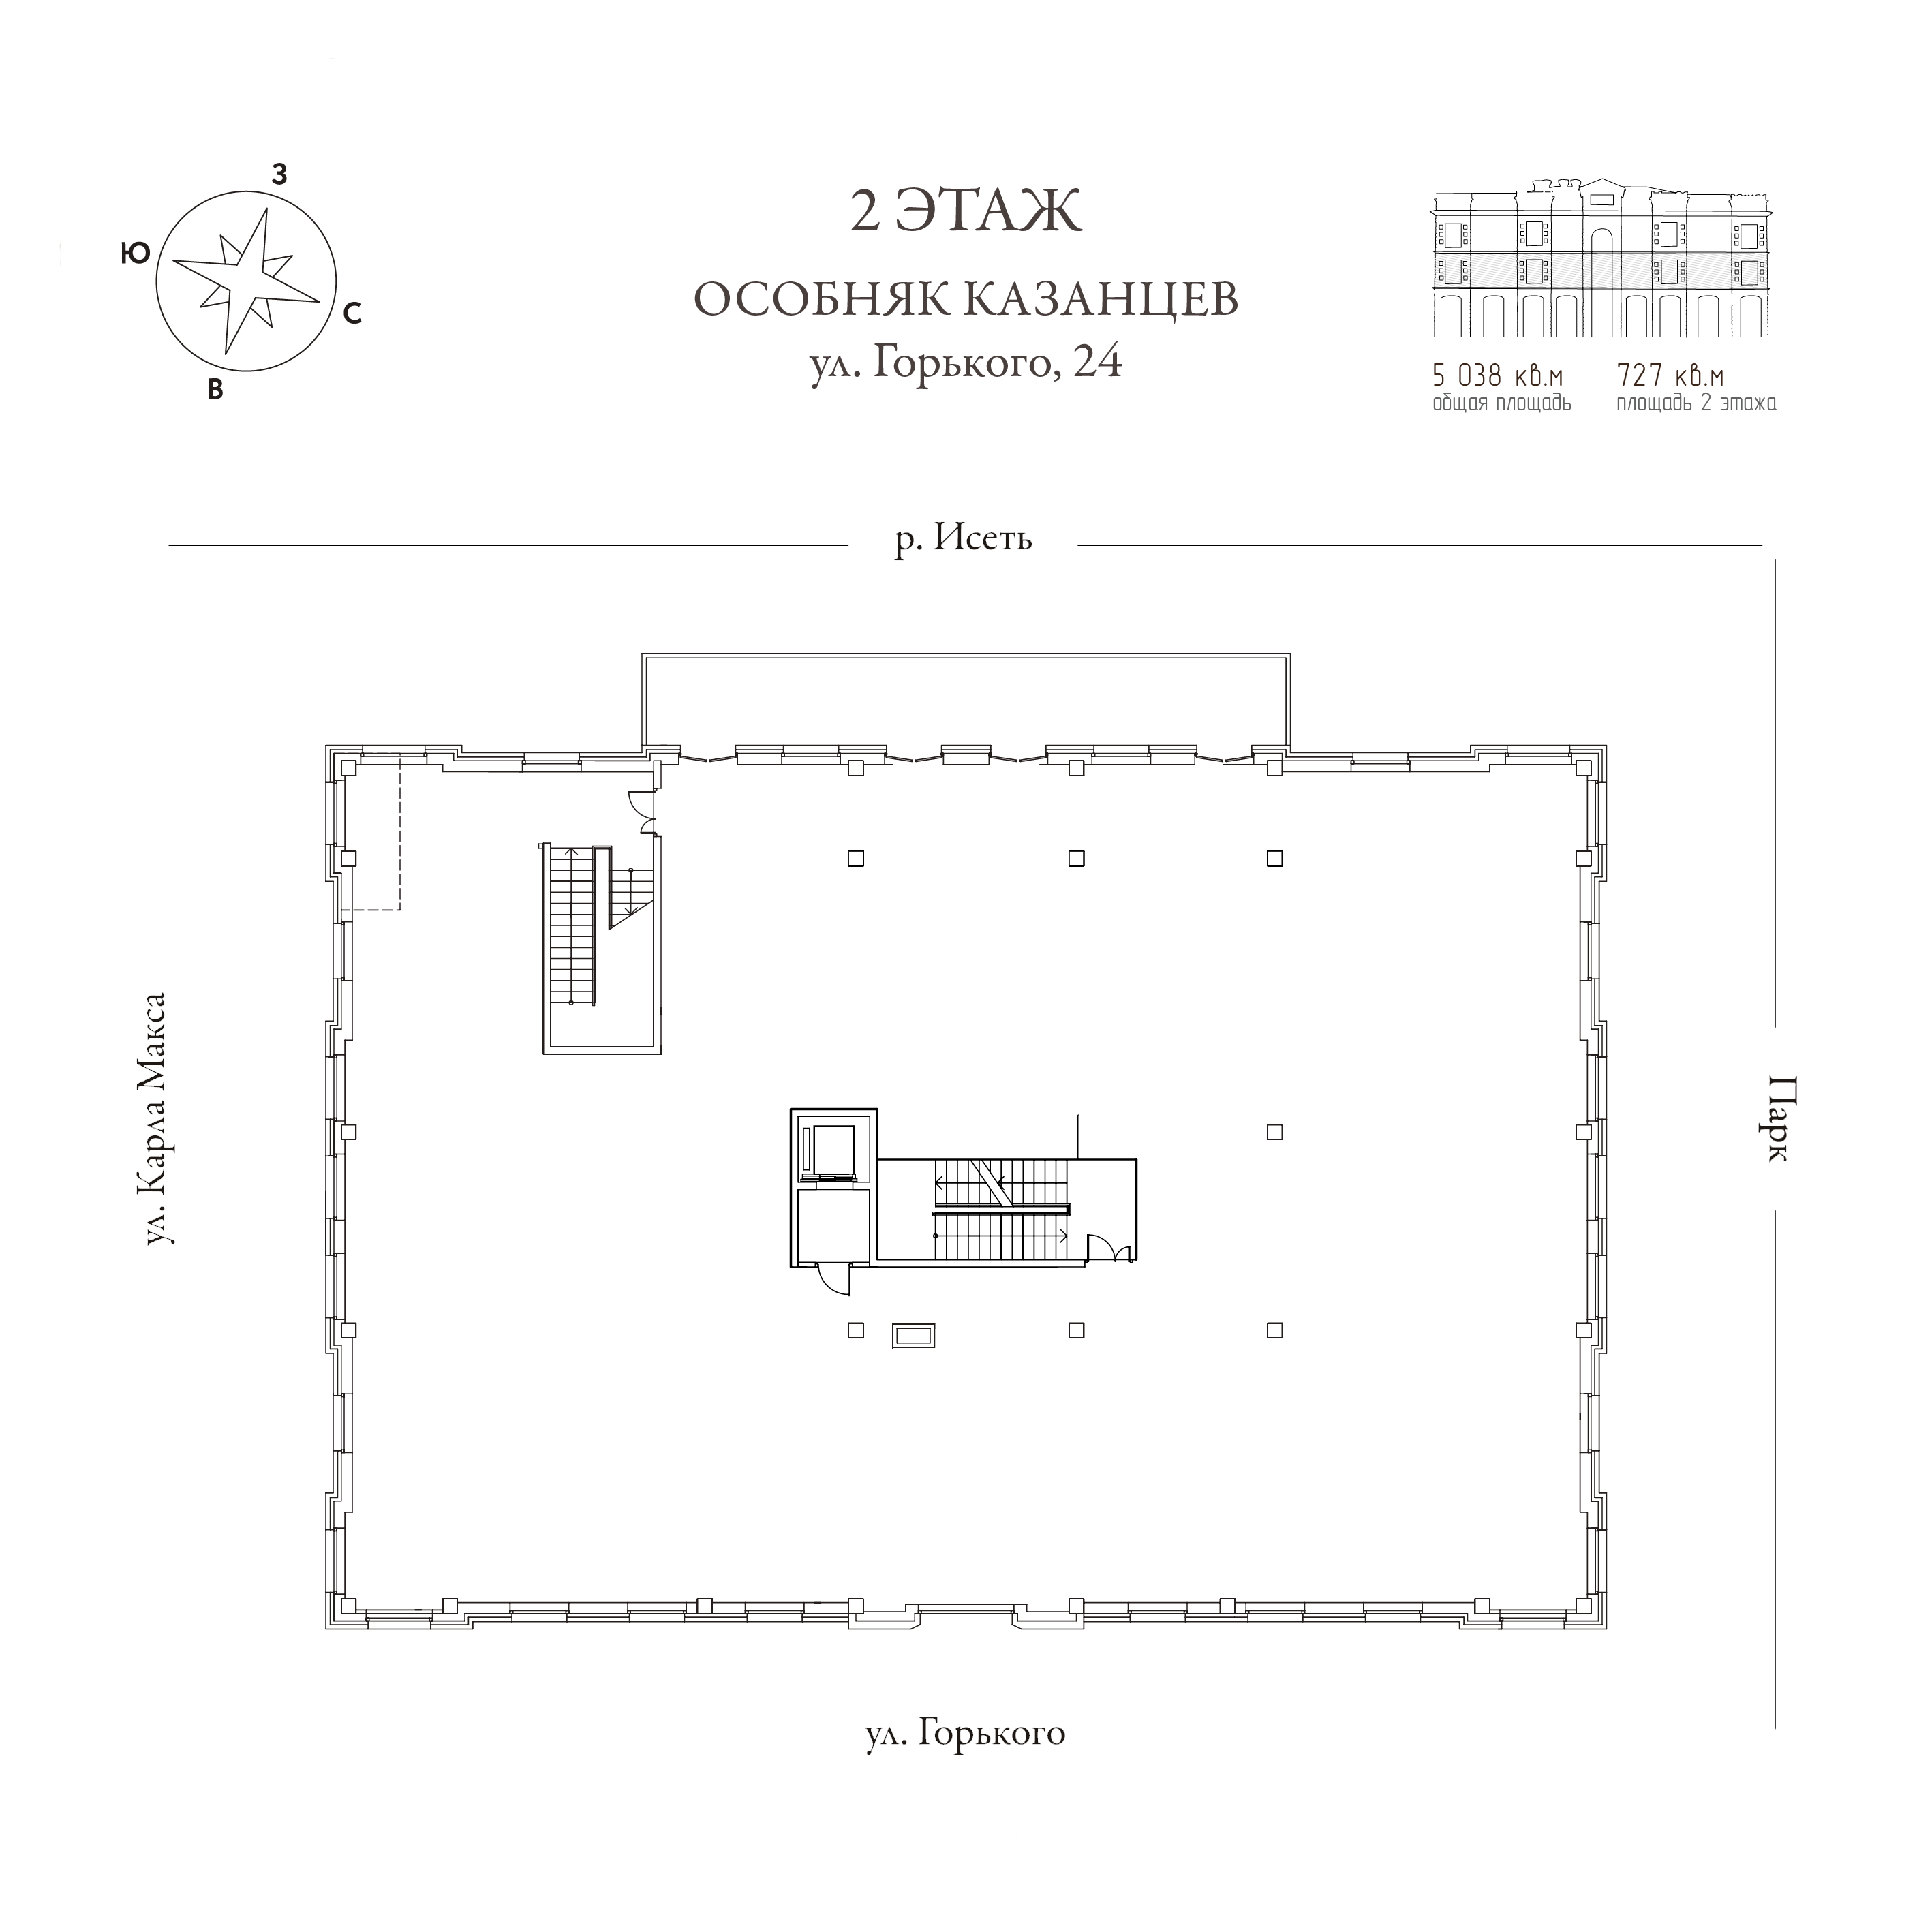 З
Ю
С
В
2 ЭТАЖ
ОСОБНЯК КАЗАНЦЕВ
ул. Горького, 24
5 038 кв.м
общая площадь
727 кв.м
площадь 2 этажа
р. Исеть
ул. Карла Макса
Парк
ул. Горького